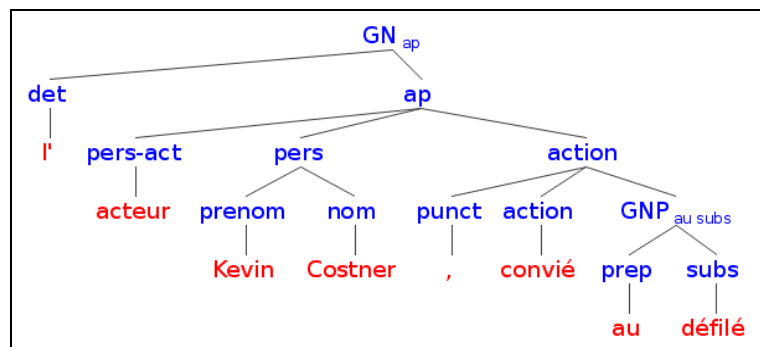 GN ap
det ap
l' pers-act pers action
acteur prenom nom punct action GNP au subs
Kevin Costner , convié prep subs
au défilé